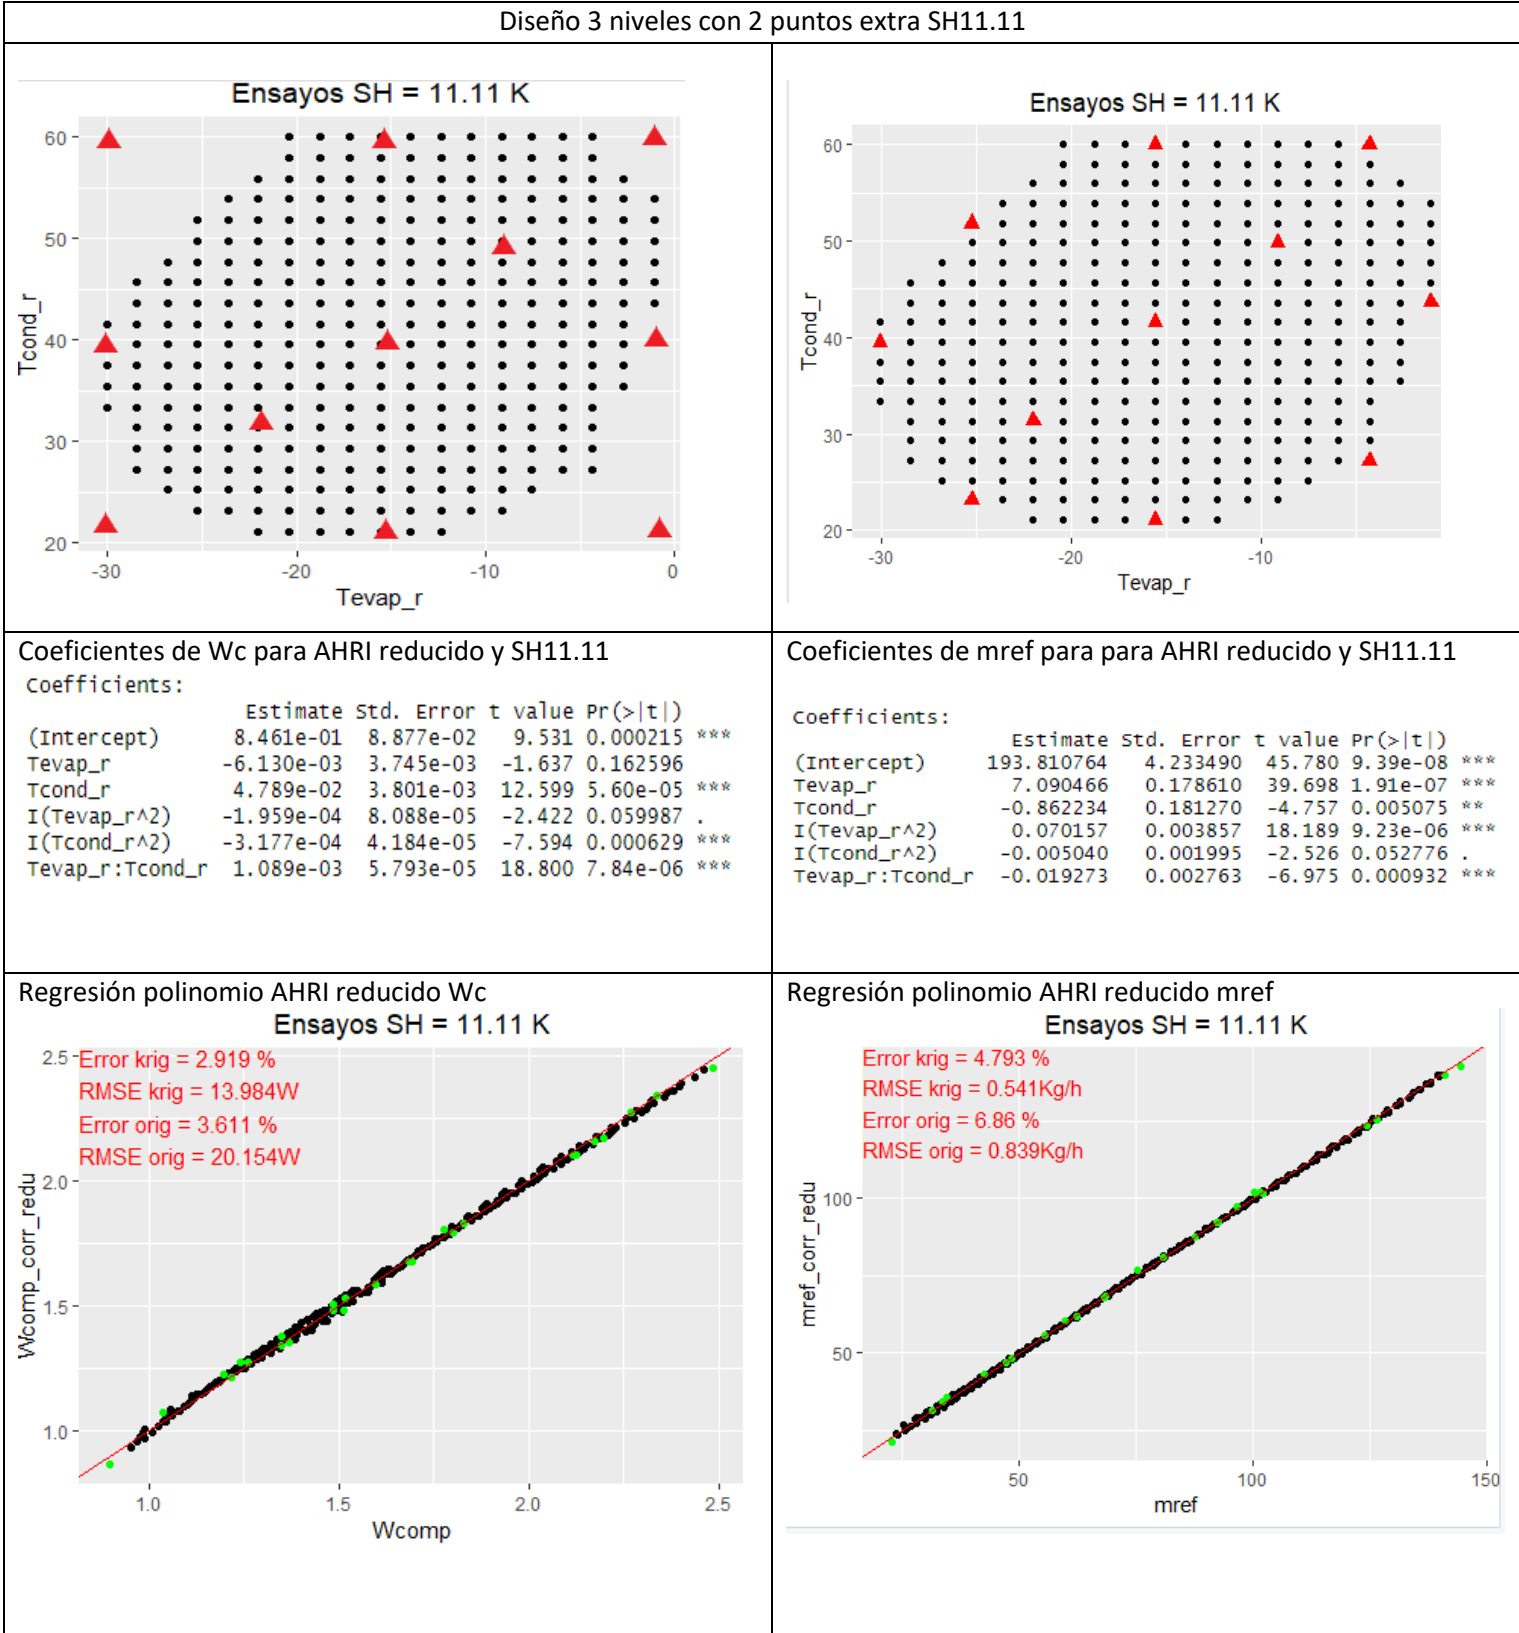 Diseño 3 niveles con 2 puntos extra SH11.11
Ensayos SH = 11.11 K
60
50
40
30
20
Tcond_r
-30 -20 -10 0
Tevap_r
Ensayos SH = 11.11 K
60
50
40
30
20
Tcond_r
-30 -20 -10
Tevap_r
Coeficientes de Wc para AHRI reducido y SH11.11
Coefficients:
Estimate Std. Error t value Pr(>|t|)
(Intercept) 8.461e-01 8.877e-02 9.531 0.000215 ***
Tevap_r -6.130e-03 3.745e-03 -1.637 0.162596
Tcond_r 4.789e-02 3.801e-03 12.599 5.60e-05 ***
I(Tevap_r^2) -1.959e-04 8.088e-05 -2.422 0.059987 .
I(Tcond_r^2) -3.177e-04 4.184e-05 -7.594 0.000629 ***
Tevap_r:Tcond_r 1.089e-03 5.793e-05 18.800 7.84e-06 ***
Coeficientes de mref para para AHRI reducido y SH11.11
Coefficients:
Estimate Std. Error t value Pr(>|t|)
(Intercept) 193.810764 4.233490 45.780 9.39e-08 ***
Tevap_r 7.090466 0.178610 39.698 1.91e-07 ***
Tcond_r -0.862234 0.181270 -4.757 0.005075 **
I(Tevap_r^2) 0.070157 0.003857 18.189 9.23e-06 ***
I(Tcond_r^2) -0.005040 0.001995 -2.526 0.052776 .
Tevap_r:Tcond_r -0.019273 0.002763 -6.975 0.000932 ***
Regresión polinomio AHRI reducido Wc
Ensayos SH = 11.11 K
Error krig = 2.919 %
RMSE krig = 13.984W
Error orig = 3.611 %
RMSE orig = 20.154W
2.5
2.0
1.5
1.0
Wcomp_corr_redu
1.0 1.5 2.0 2.5
Wcomp
Regresión polinomio AHRI reducido mref
Ensayos SH = 11.11 K
Error krig = 4.793 %
RMSE krig = 0.541Kg/h
Error orig = 6.86 %
RMSE orig = 0.839Kg/h
100
50
mref_corr_redu
50 100 150
mref